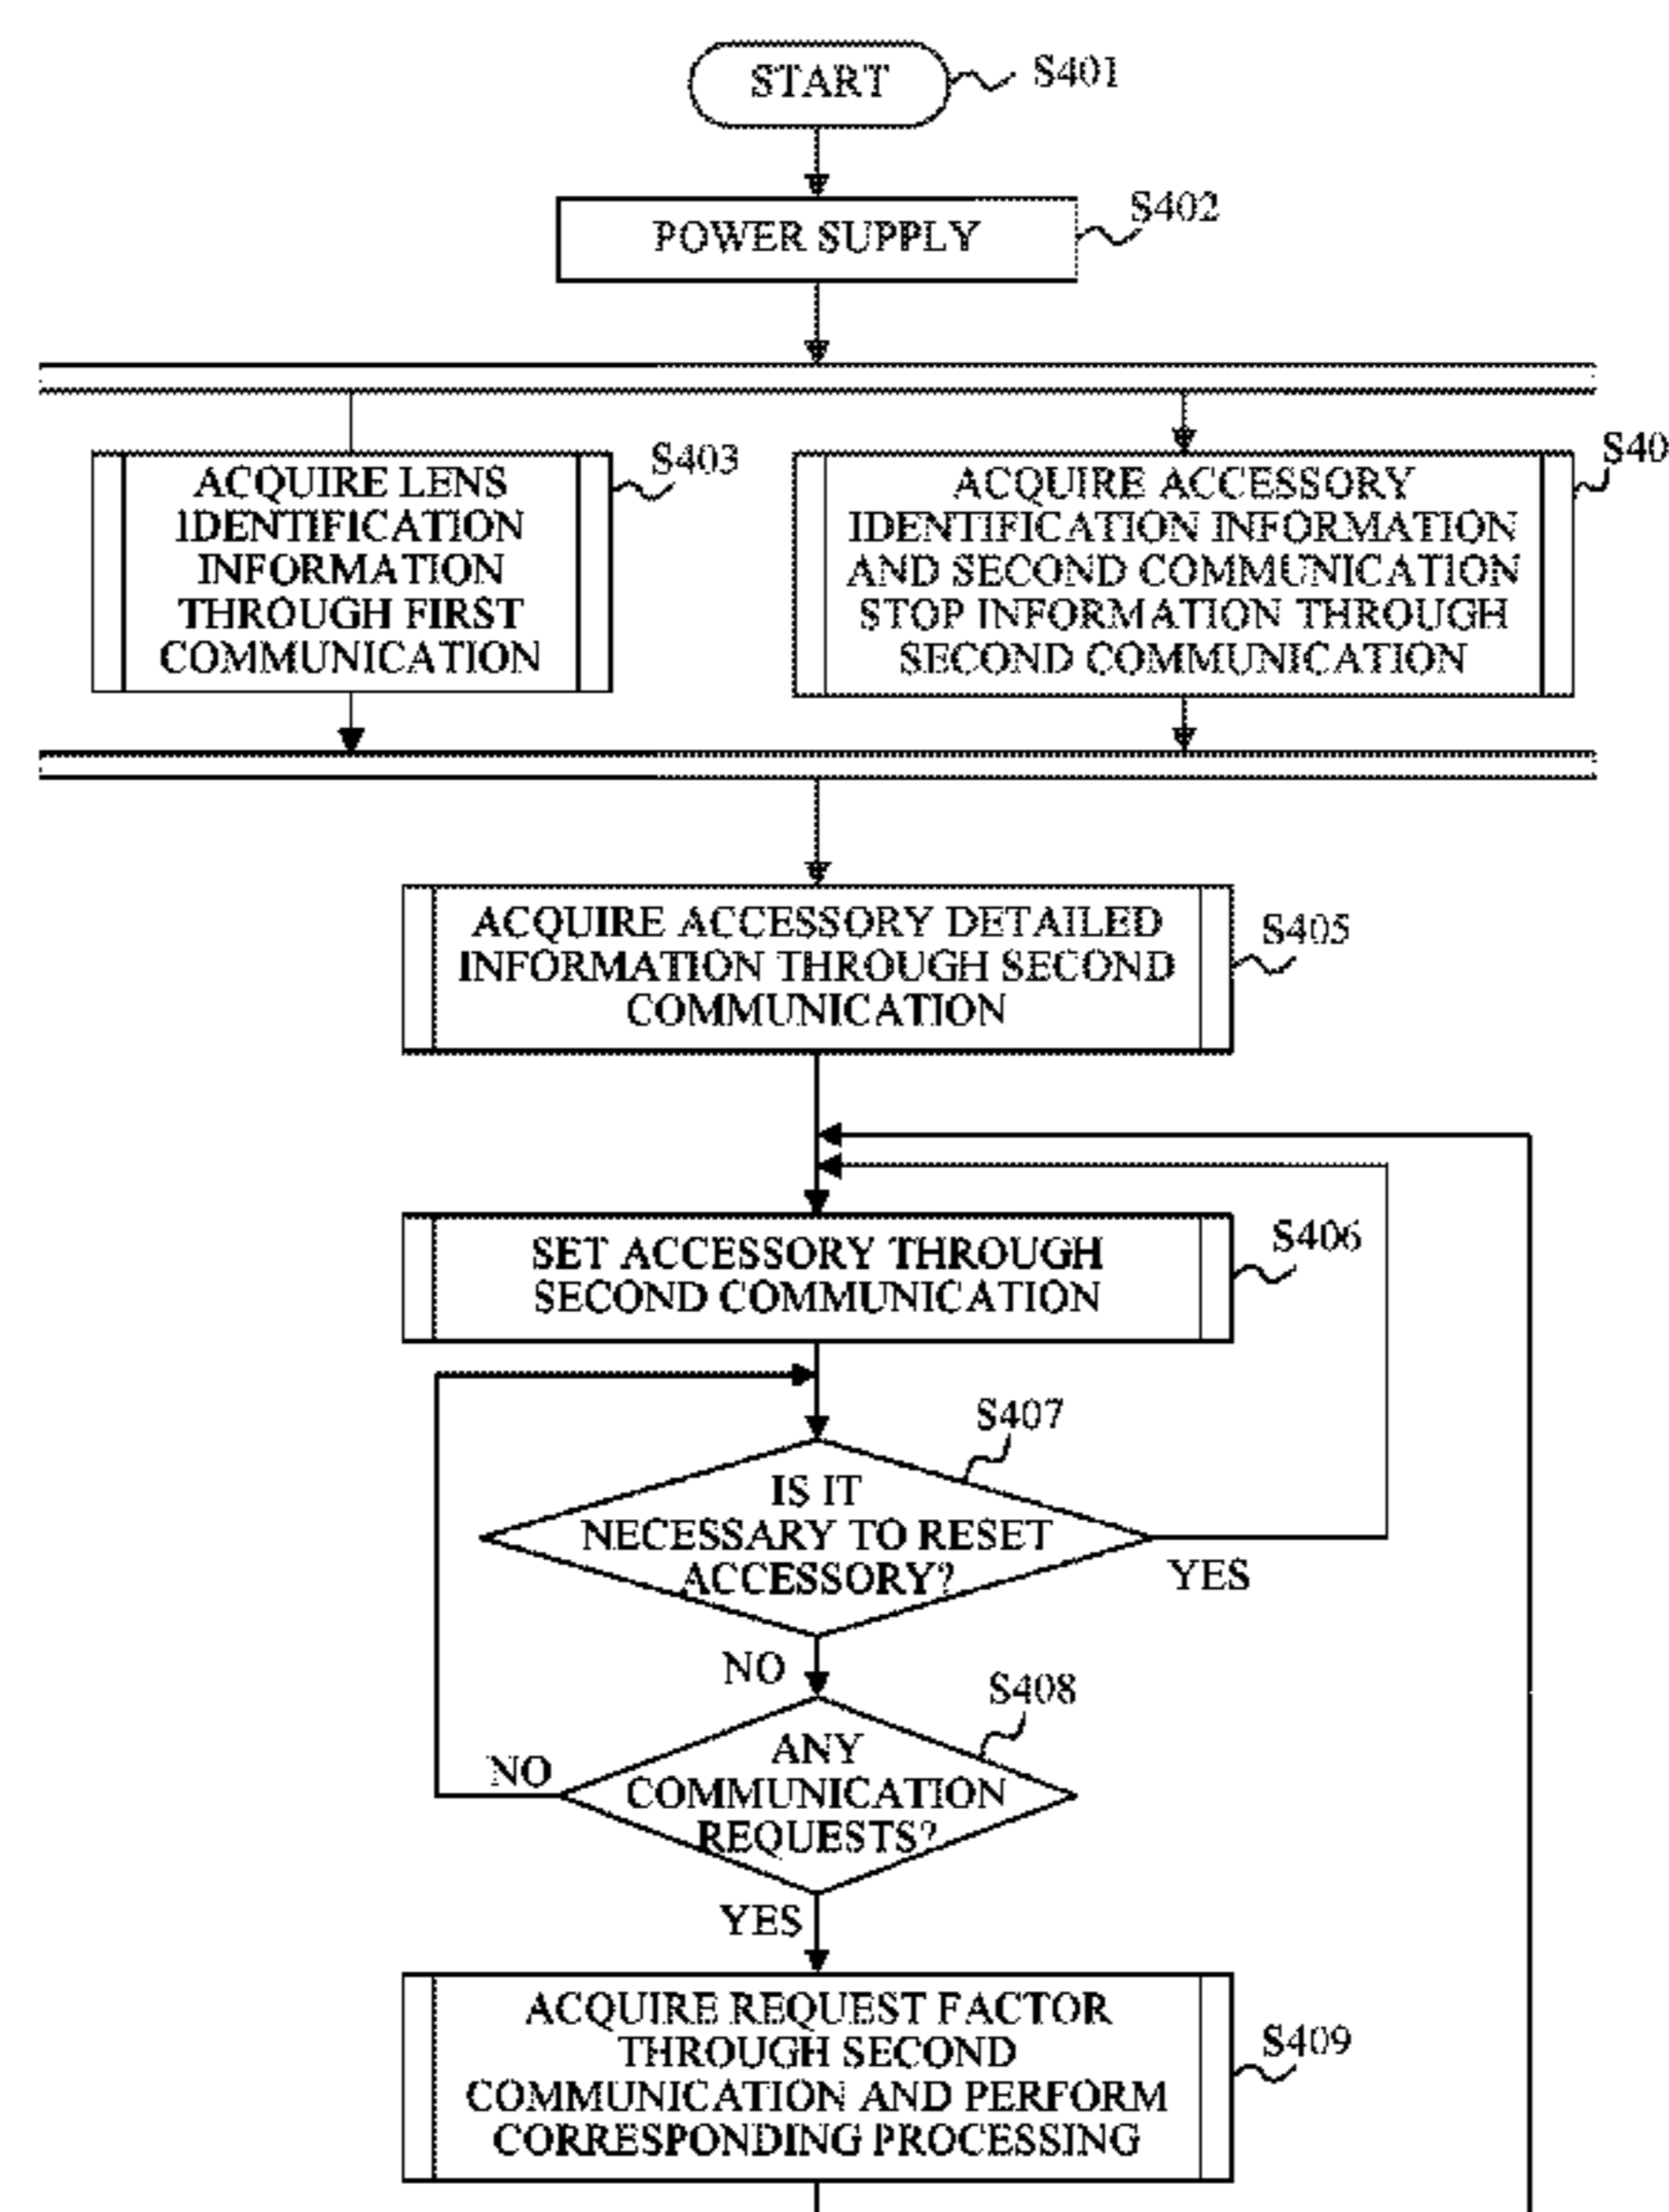 START
S401
POWER SUPPLY
S402
ACQUIRE LENS
IDENTIFICATION
INFORMATION
THROUGH FIRST
COMMUNICATION
S403
ACQUIRE ACCESSORY
IDENTIFICATION INFORMATION
AND SECOND COMMUNICATION
STOP INFORMATION THROUGH
SECOND COMMUNICATION
S40
ACQUIRE ACCESSORY DETAILED
INFORMATION THROUGH SECOND
COMMUNICATION
S405
SET ACCESSORY THROUGH
SECOND COMMUNICATION
S406
S407
IS IT
NECESSARY TO RESET
ACCESSORY?
YES
NO
S408
ANY
COMMUNICATION
REQUESTS?
NO
YES
ACQUIRE REQUEST FACTOR
THROUGH SECOND
COMMUNICATION AND PERFORM
CORRESPONDING PROCESSING
S409